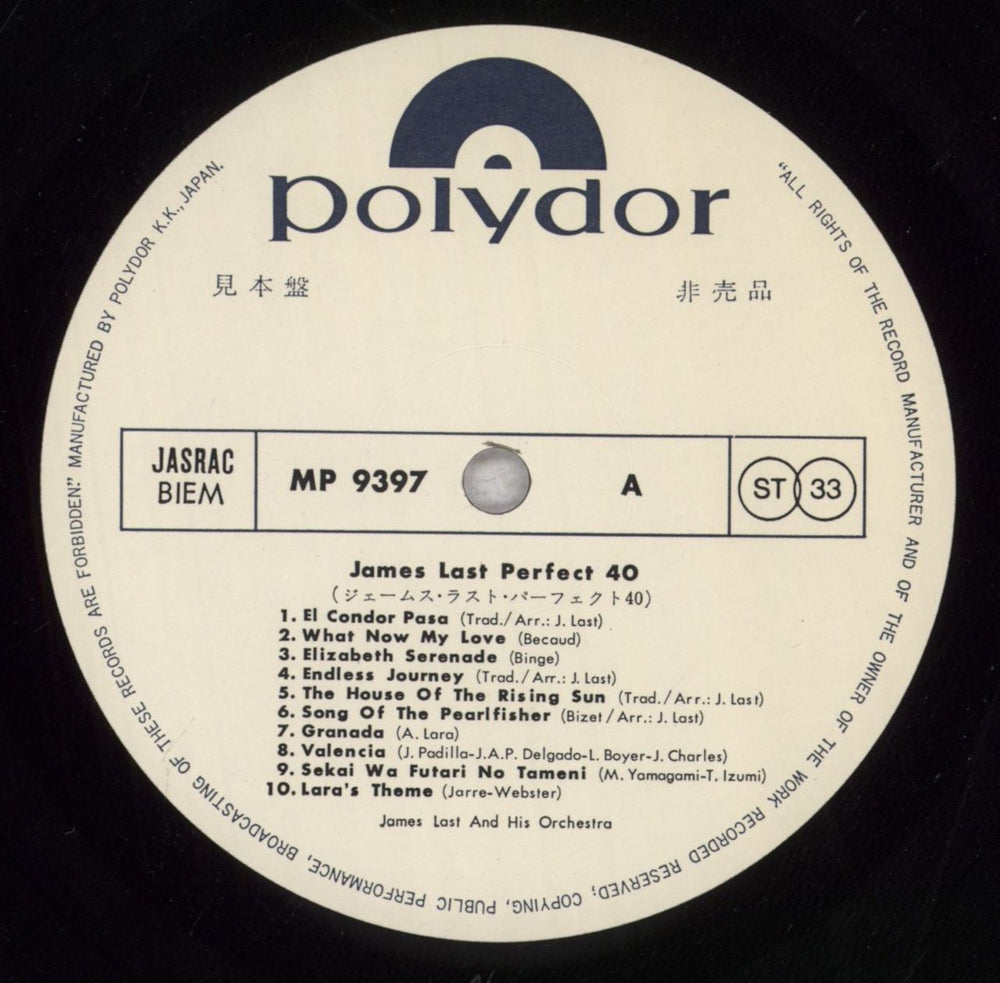 polydor
見本盤
非売品
JASRAC
BIEM
MP 9397
A
ST 33
James Last Perfect 40
(ジェームス・ラスト・パーフェクト40)
1. El Condor Pasa (Trad./Arr.: J. Last)
2. What Now My Love (Becaud)
3. Elizabeth Serenade (Binge)
4. Endless Journey (Trad./Arr.: J. Last)
5. The House Of The Rising Sun (Trad./Arr.: J. Last)
6. Song Of The Pearlfisher (Bizet/Arr.: J. Last)
7. Granada (A. Lara)
8. Valencia (J. Padilla-J.A.P. Delgado-L. Boyer-J. Charles)
9. Sekai Wa Futari No Tameni (M. Yamagami-T. Izumi)
10. Lara's Theme (Jarre-Webster)
James Last And His Orchestra
"ALL RIGHTS OF THE RECORD MANUFACTURER AND OF THE OWNER OF THE WORK RECORDED RESERVED; COPYING, PUBLIC PERFORMANCE, BROADCASTING OF THESE RECORDS ARE FORBIDDEN." MANUFACTURED BY POLYDOR K.K., JAPAN.